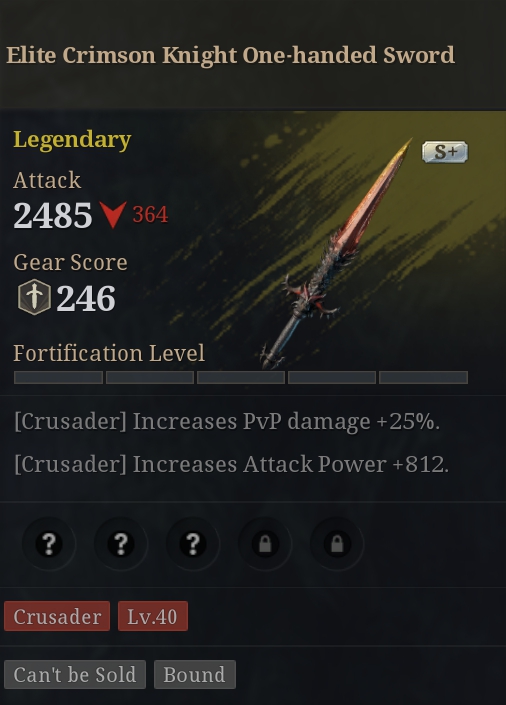 Elite Crimson Knight One-handed Sword
Legendary
S+
Attack
2485 364
Gear Score
246
Fortification Level
[Crusader] Increases PvP damage +25%.
[Crusader] Increases Attack Power +812.
? ? ?
Crusader Lv.40
Can't be Sold Bound